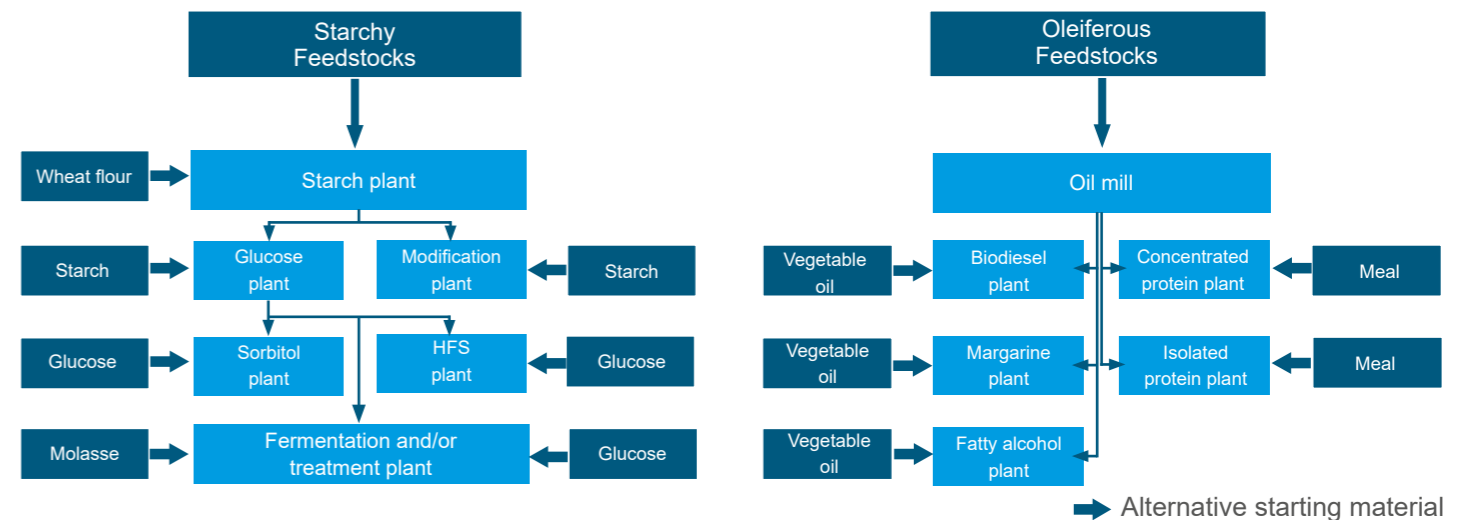 Starchy
Feedstocks
Wheat flour
Starch plant
Starch
Glucose
plant
Modification
plant
Starch
Glucose
Sorbitol
plant
HFS
plant
Glucose
Molasse
Fermentation and/or
treatment plant
Glucose
Oleiferous
Feedstocks
Oil mill
Vegetable
oil
Biodiesel
plant
Concentrated
protein plant
Meal
Vegetable
oil
Margarine
plant
Isolated
protein plant
Meal
Vegetable
oil
Fatty alcohol
plant
Alternative starting material